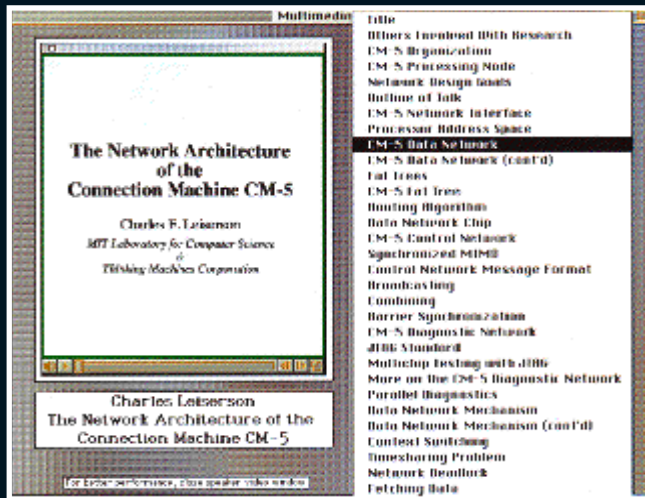 Multimedia
The Network Architecture
of the
Connection Machine CM-5
Charles E. Leiserson
MIT Laboratory for Computer Science
&
Thinking Machines Corporation
Charles Leiserson
The Network Architecture of the
Connection Machine CM-5
For better performance, close speaker video window
Title
Others Involved With Research
CM-5 Organization
CM-5 Processing Node
Network Design Goals
Outline of Talk
CM-5 Network Interface
Processor Address Space
CM-5 Data Network
CM-5 Data Network (cont'd)
Fat Trees
CM-5 Fat Tree
Routing Algorithm
Data Network Chip
CM-5 Control Network
Synchronized MIMD
Control Network Message Format
Broadcasting
Combining
Barrier Synchronization
CM-5 Diagnostic Network
JTAG Standard
Multichip Testing with JTAG
More on the CM-5 Diagnostic Network
Parallel Diagnostics
Data Network Mechanism
Data Network Mechanism (cont'd)
Context Switching
Timesharing Problem
Network Deadlock
Fetching Data